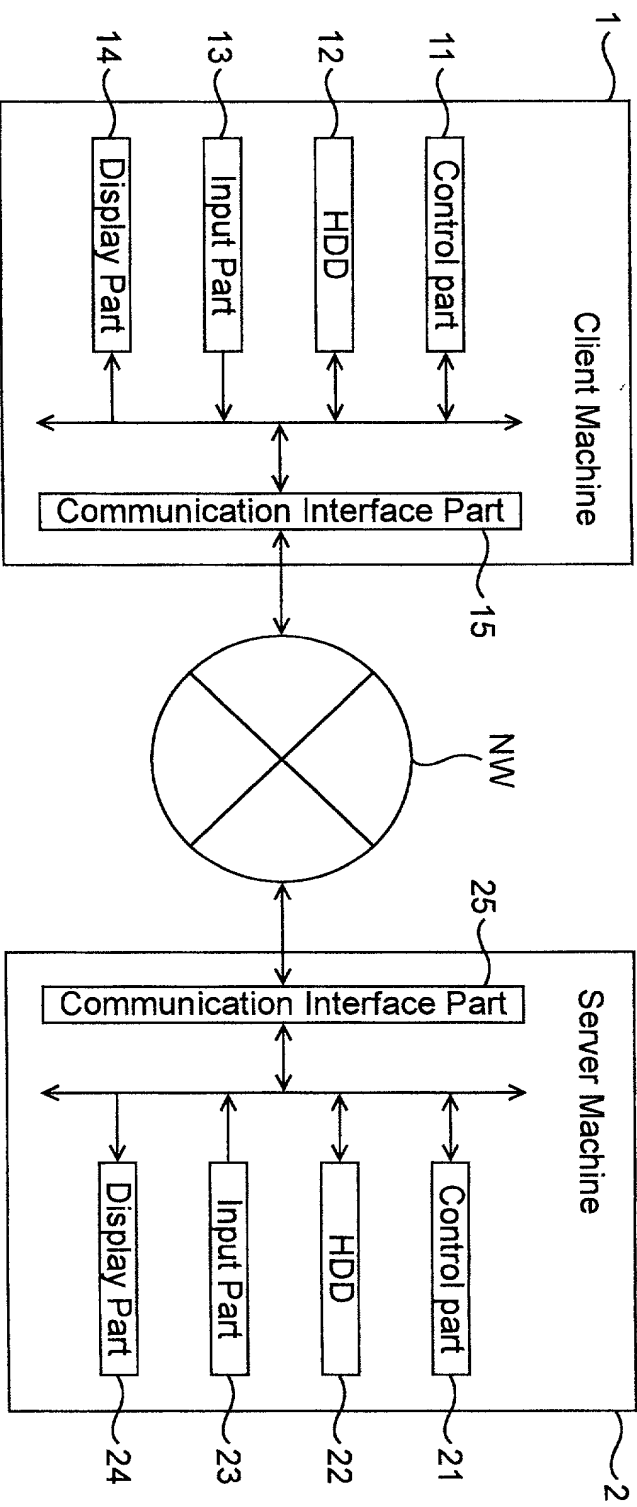 1
Client Machine
11
Control part
12
HDD
13
Input Part
14
Display Part
Communication Interface Part
15
NW
2
Server Machine
25
Communication Interface Part
Control part
21
HDD
22
Input Part
23
Display Part
24